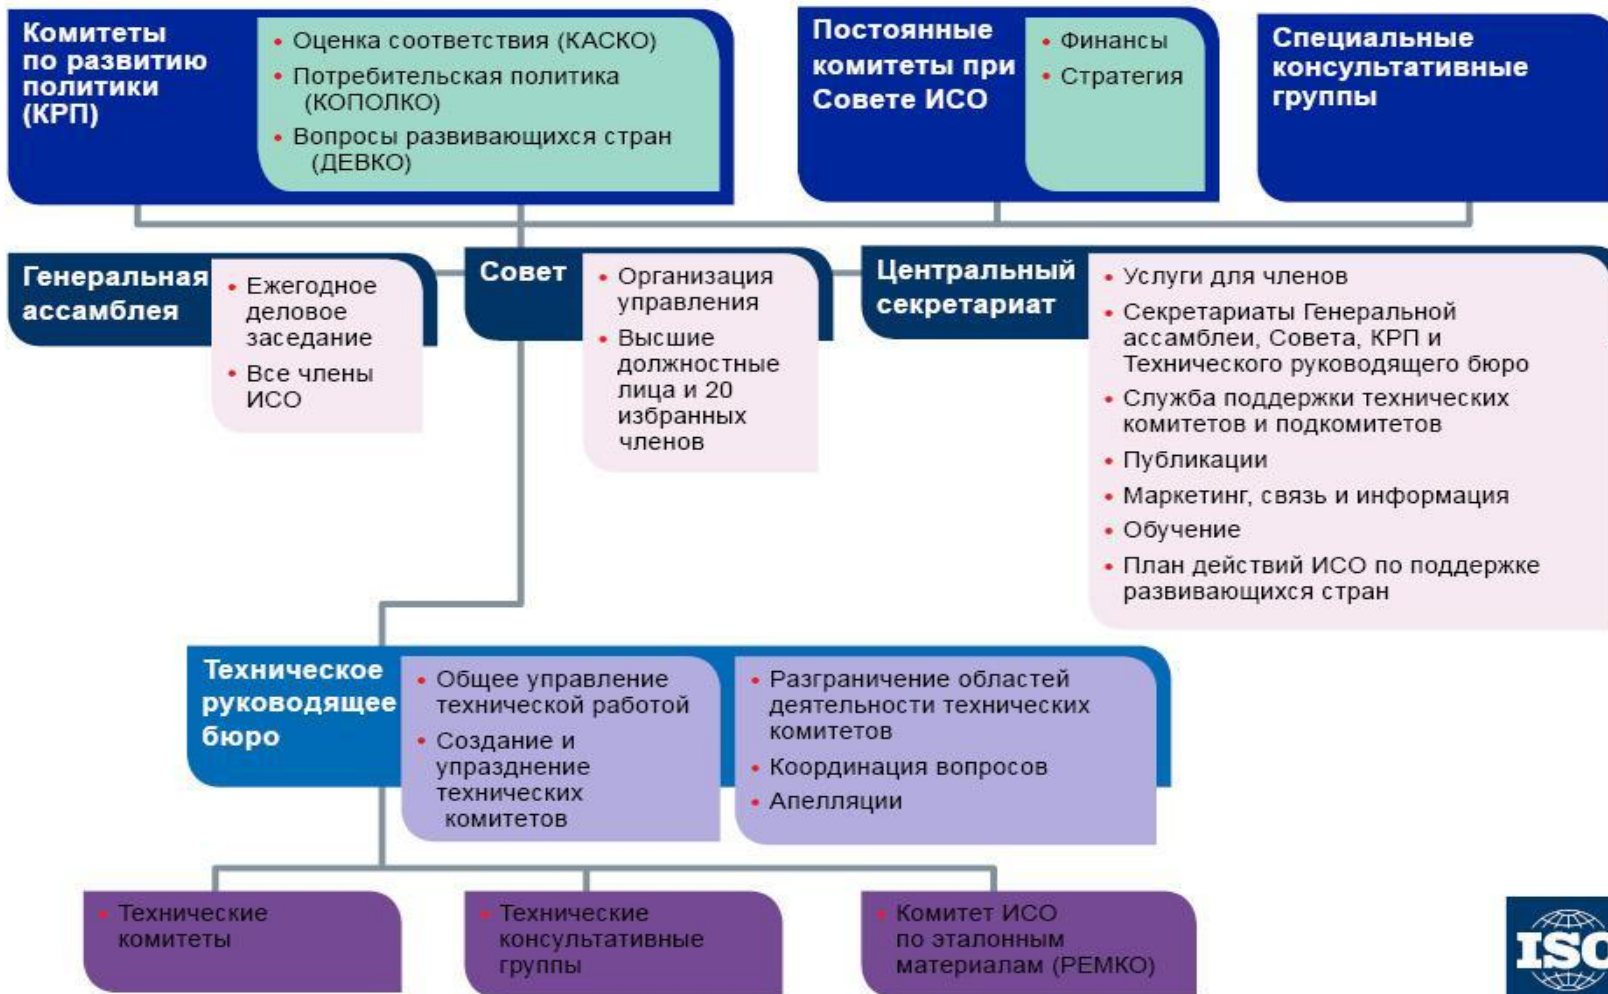 Комитеты
по развитию
политики
(КРП)
• Оценка соответствия (КАСКО)
• Потребительская политика
(КОПОЛКО)
• Вопросы развивающихся стран
(ДЕВКО)
Постоянные
комитеты при
Совете ИСО
• Финансы
• Стратегия
Специальные
консультативные
группы
Генеральная
ассамблея
• Ежегодное
деловое
заседание
• Все члены
ИСО
Совет
• Организация
управления
• Высшие
должностные
лица и 20
избранных
членов
Центральный
секретариат
• Услуги для членов
• Секретариаты Генеральной
ассамблеи, Совета, КРП и
Технического руководящего бюро
• Служба поддержки технических
комитетов и подкомитетов
• Публикации
• Маркетинг, связь и информация
• Обучение
• План действий ИСО по поддержке
развивающихся стран
Техническое
руководящее
бюро
• Общее управление
технической работой
• Создание и
упразднение
технических
комитетов
• Разграничение областей
деятельности технических
комитетов
• Координация вопросов
• Апелляции
• Технические
комитеты
• Технические
консультативные
группы
• Комитет ИСО
по эталонным
материалам (РЕМКО)
ISO